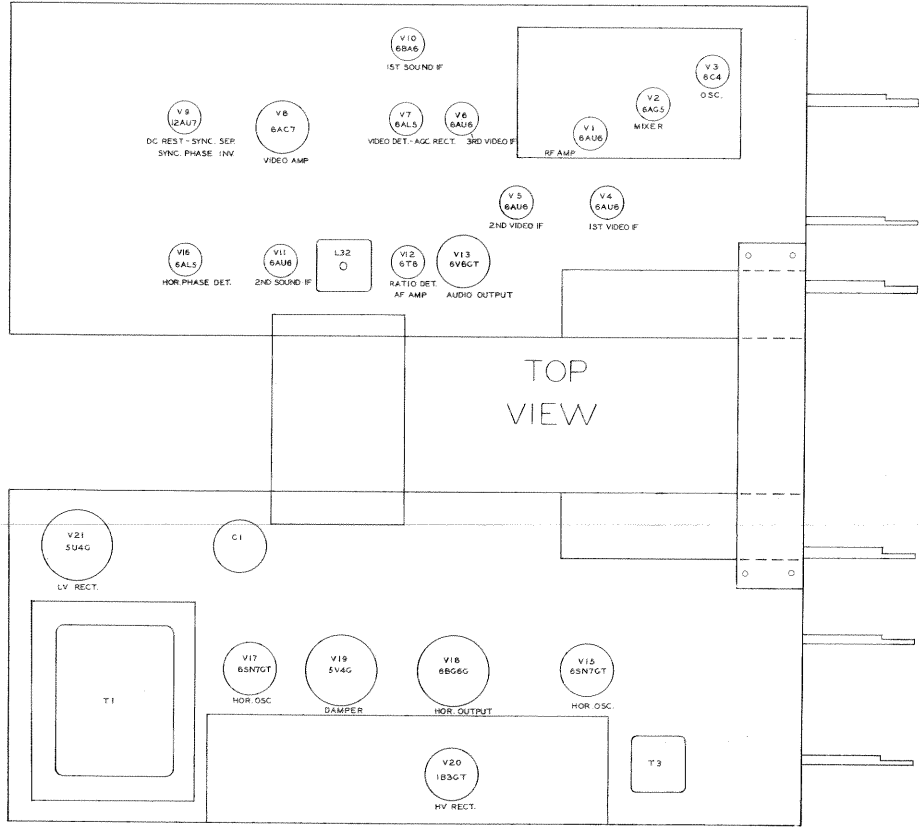 V10
6BA6
1ST SOUND IF
V3
6C4
OSC.
V2
6AG5
MIXER
V1
6AU6
RF AMP
V9
12AU7
DC REST-SYNC. SEP.
SYNC. PHASE INV.
V8
6AC7
VIDEO AMP
V7
6AL5
VIDEO DET.-AGC RECT.
V6
6AU6
3RD VIDEO IF
V5
6AU6
2ND VIDEO IF
V4
6AU6
1ST VIDEO IF
V16
6AL5
HOR. PHASE DET.
V11
6AU6
2ND SOUND IF
L32
V12
6T8
RATIO DET.
AF AMP
V13
6V6GT
AUDIO OUTPUT
TOP
VIEW
V21
5U4G
LV RECT.
C1
T1
V17
6SN7GT
HOR. OSC
V19
5V4G
DAMPER
V18
6BG6G
HOR. OUTPUT
V15
6SN7GT
HOR OSC.
V20
1B3GT
HV RECT.
T3